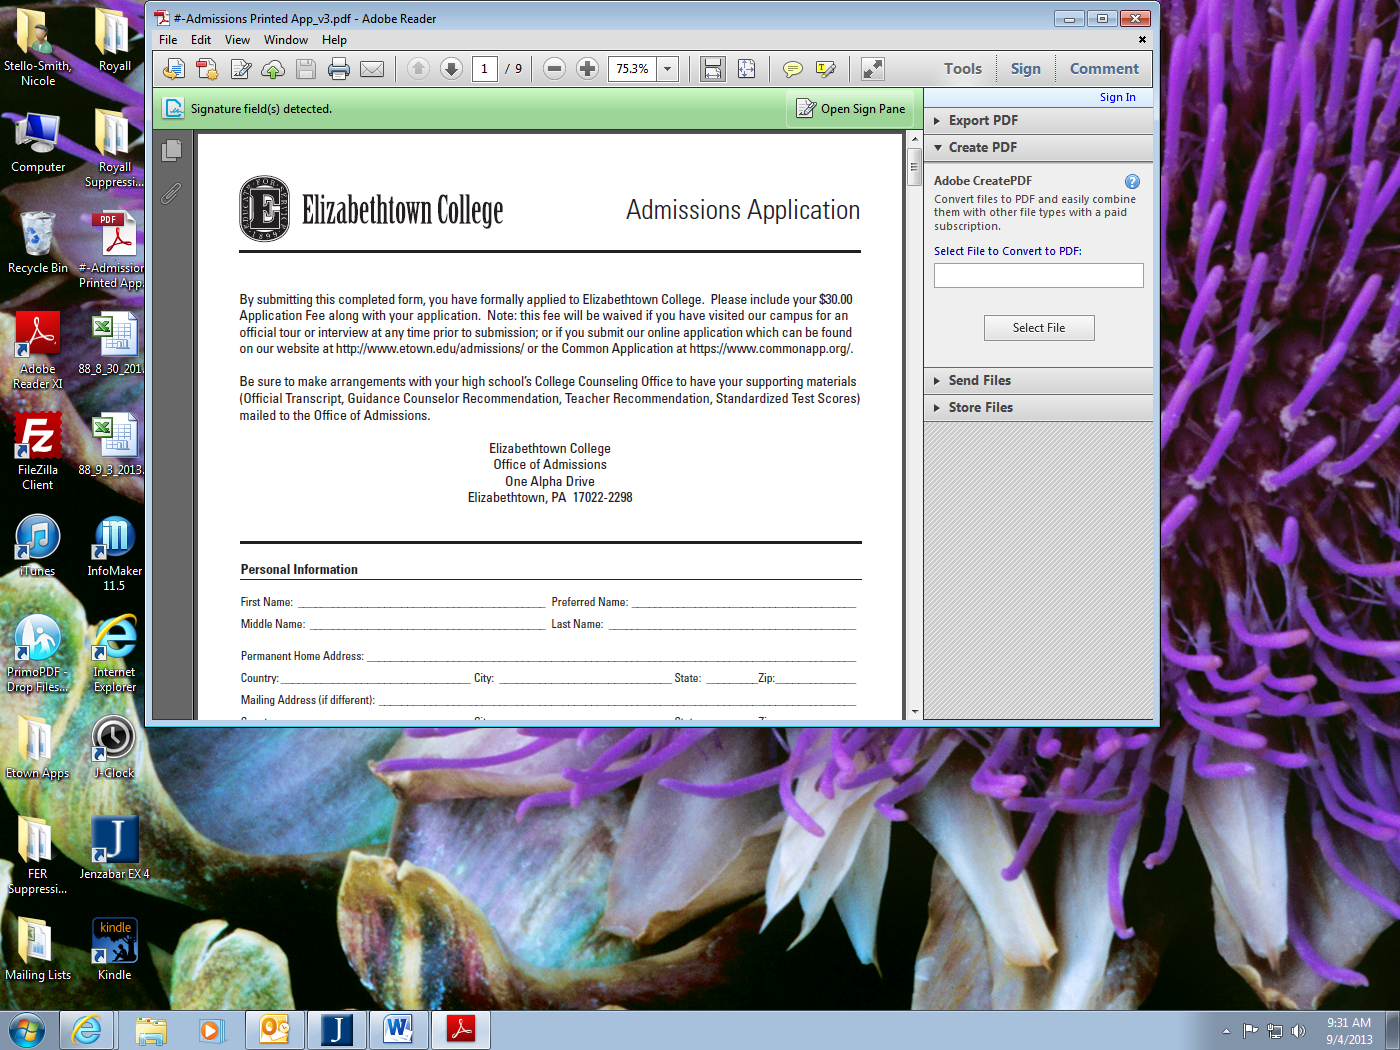 #-Admissions Printed App_v3.pdf - Adobe Reader
File Edit View Window Help
1 / 9 75.3% Tools Sign Comment
Signature field(s) detected. Open Sign Pane
Sign In
Export PDF
Create PDF
Adobe CreatePDF
Convert files to PDF and easily combine
them with other file types with a paid
subscription.
Select File to Convert to PDF:
Select File
Send Files
Store Files
EDUCATE FOR SERVICE
E
1899
Elizabethtown College
Admissions Application
By submitting this completed form, you have formally applied to Elizabethtown College. Please include your $30.00
Application Fee along with your application. Note: this fee will be waived if you have visited our campus for an
official tour or interview at any time prior to submission; or if you submit our online application which can be found
on our website at http://www.etown.edu/admissions/ or the Common Application at https://www.commonapp.org/.
Be sure to make arrangements with your high school's College Counseling Office to have your supporting materials
(Official Transcript, Guidance Counselor Recommendation, Teacher Recommendation, Standardized Test Scores)
mailed to the Office of Admissions.
Elizabethtown College
Office of Admissions
One Alpha Drive
Elizabethtown, PA 17022-2298
Personal Information
First Name: Preferred Name:
Middle Name: Last Name:
Permanent Home Address:
Country: City: State: Zip:
Mailing Address (if different):
Stello-Smith,
Nicole
Royall
Computer
Royall
Suppressi...
Recycle Bin
PDF
#-Admission
Printed App.
Adobe
Reader XI
88_8_30_201.
Fz
FileZilla
Client
88_9_3_2013.
iTunes
im
InfoMaker
11.5
PrimoPDF -
Drop Files...
Internet
Explorer
Etown Apps
J-Clock
FER
Suppressi...
J
Jenzabar EX 4
Mailing Lists
kindle
Kindle
J
W
9:31 AM
9/4/2013